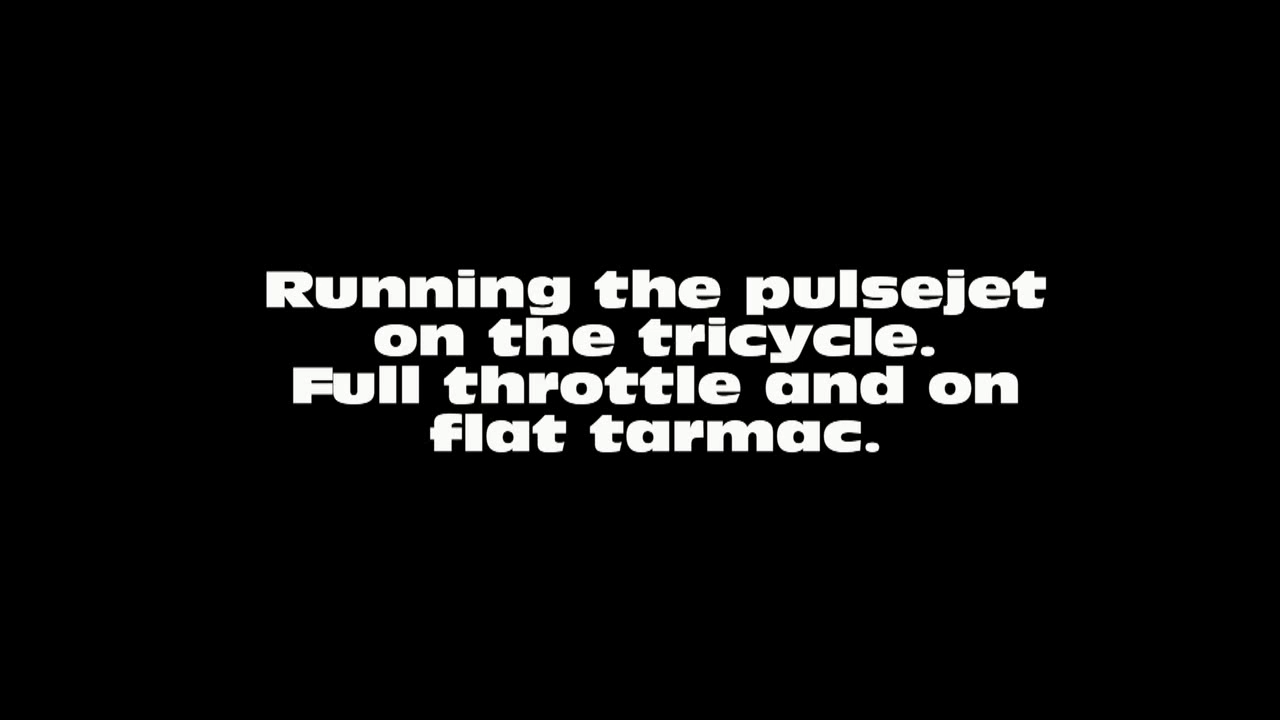 Running the pulsejet
on the tricycle.
Full throttle and on
flat tarmac.